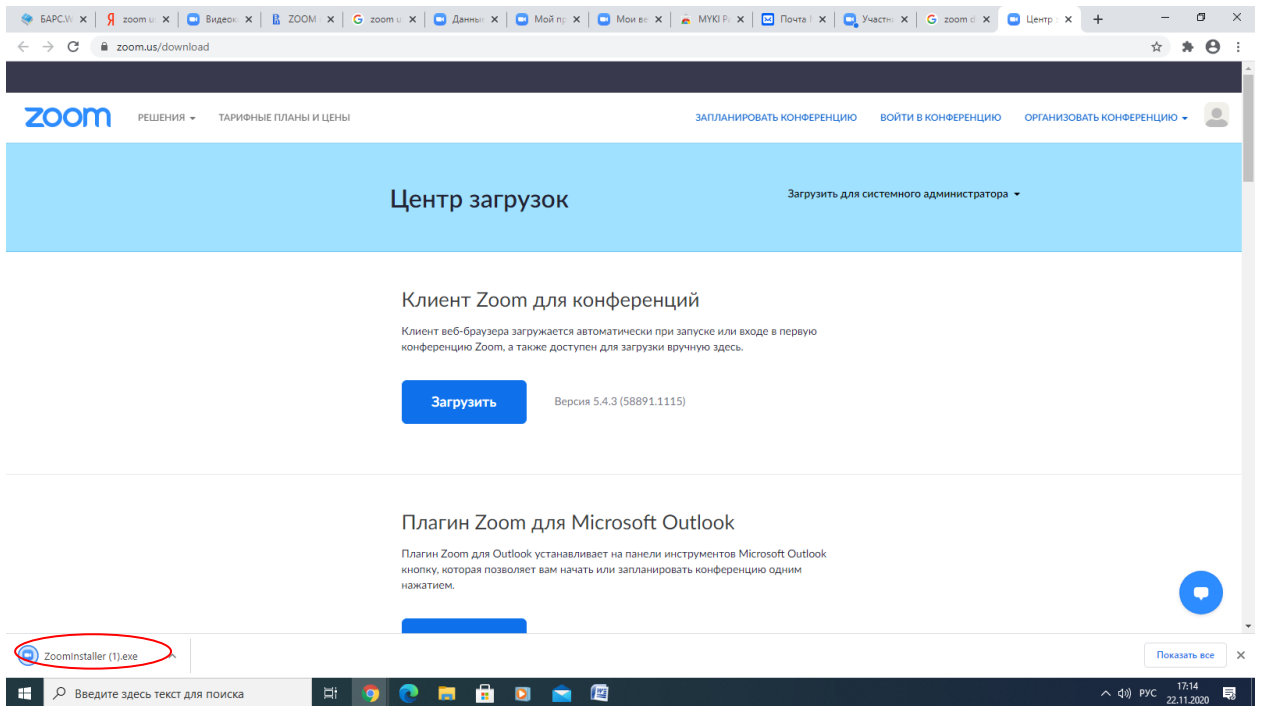 БАРС.W
zoom u
Видеок
ZOOM
zoom u
Данны
Мой пр
Мои ве
MYKI Pa
Почта
Участн
zoom d
Центр з
zoom.us/download
zoom
РЕШЕНИЯ
ТАРИФНЫЕ ПЛАНЫ И ЦЕНЫ
ЗАПЛАНИРОВАТЬ КОНФЕРЕНЦИЮ
ВОЙТИ В КОНФЕРЕНЦИЮ
ОРГАНИЗОВАТЬ КОНФЕРЕНЦИЮ
Центр загрузок
Загрузить для системного администратора
Клиент Zoom для конференций
Клиент веб-браузера загружается автоматически при запуске или входе в первую
конференцию Zoom, а также доступен для загрузки вручную здесь.
Загрузить
Версия 5.4.3 (58891.1115)
Плагин Zoom для Microsoft Outlook
Плагин Zoom для Outlook устанавливает на панели инструментов Microsoft Outlook
кнопку, которая позволяет вам начать или запланировать конференцию одним
нажатием.
ZoomInstaller (1).exe
Показать все
Введите здесь текст для поиска
РУС
17:14
22.11.2020